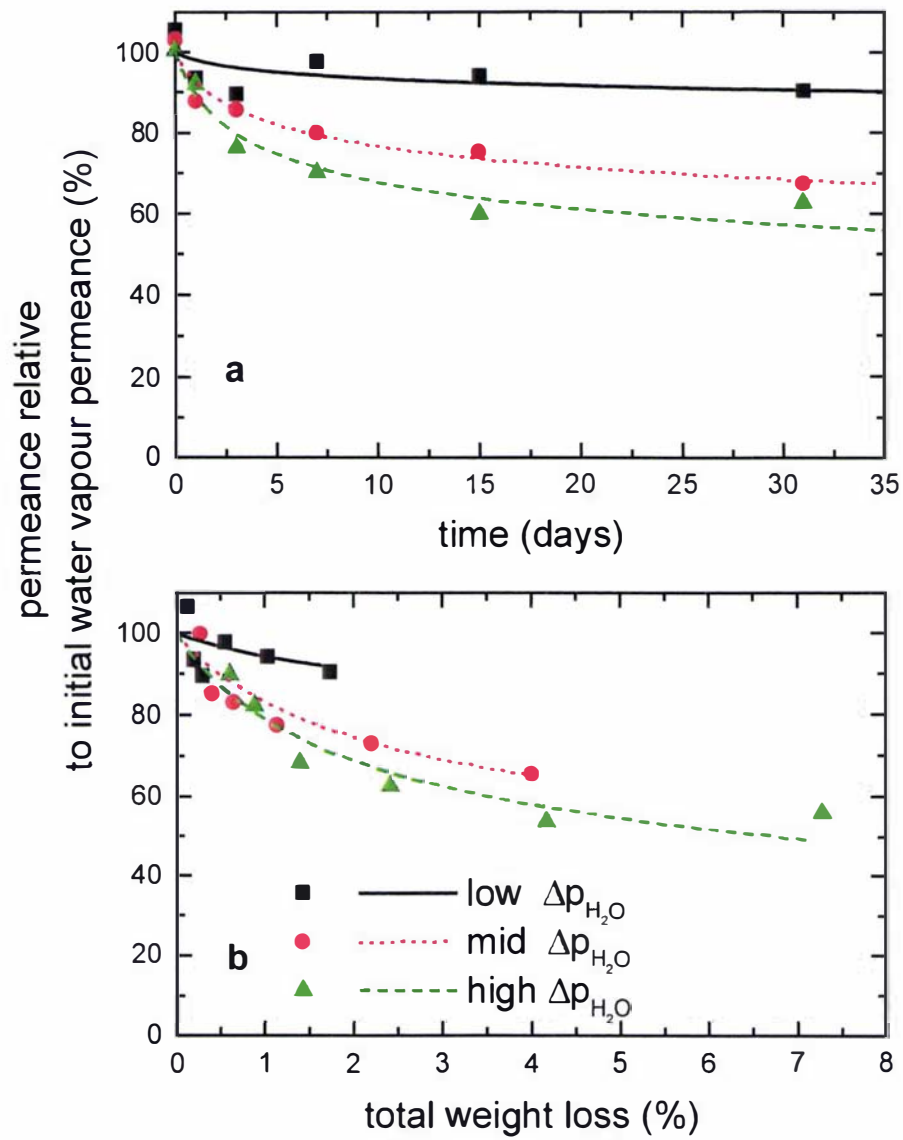 permeance relative
to initial water vapour permeance (%)
100
80
60
40
20
0
a
0 5 10 15 20 25 30 35
time (days)
100
80
60
40
20
0
low Δp_H₂O
mid Δp_H₂O
b
high Δp_H₂O
0 1 2 3 4 5 6 7 8
total weight loss (%)